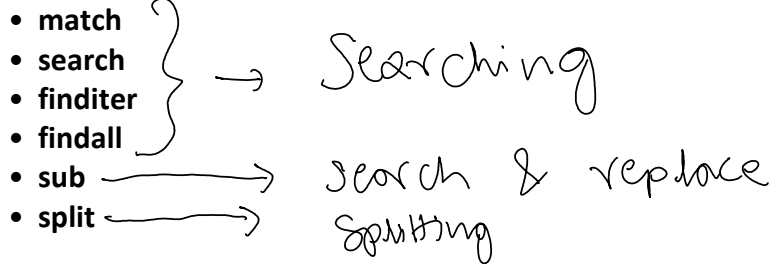 • match
• search
• finditer
• findall
→ Searching
• sub → search & replace
• split → Splitting